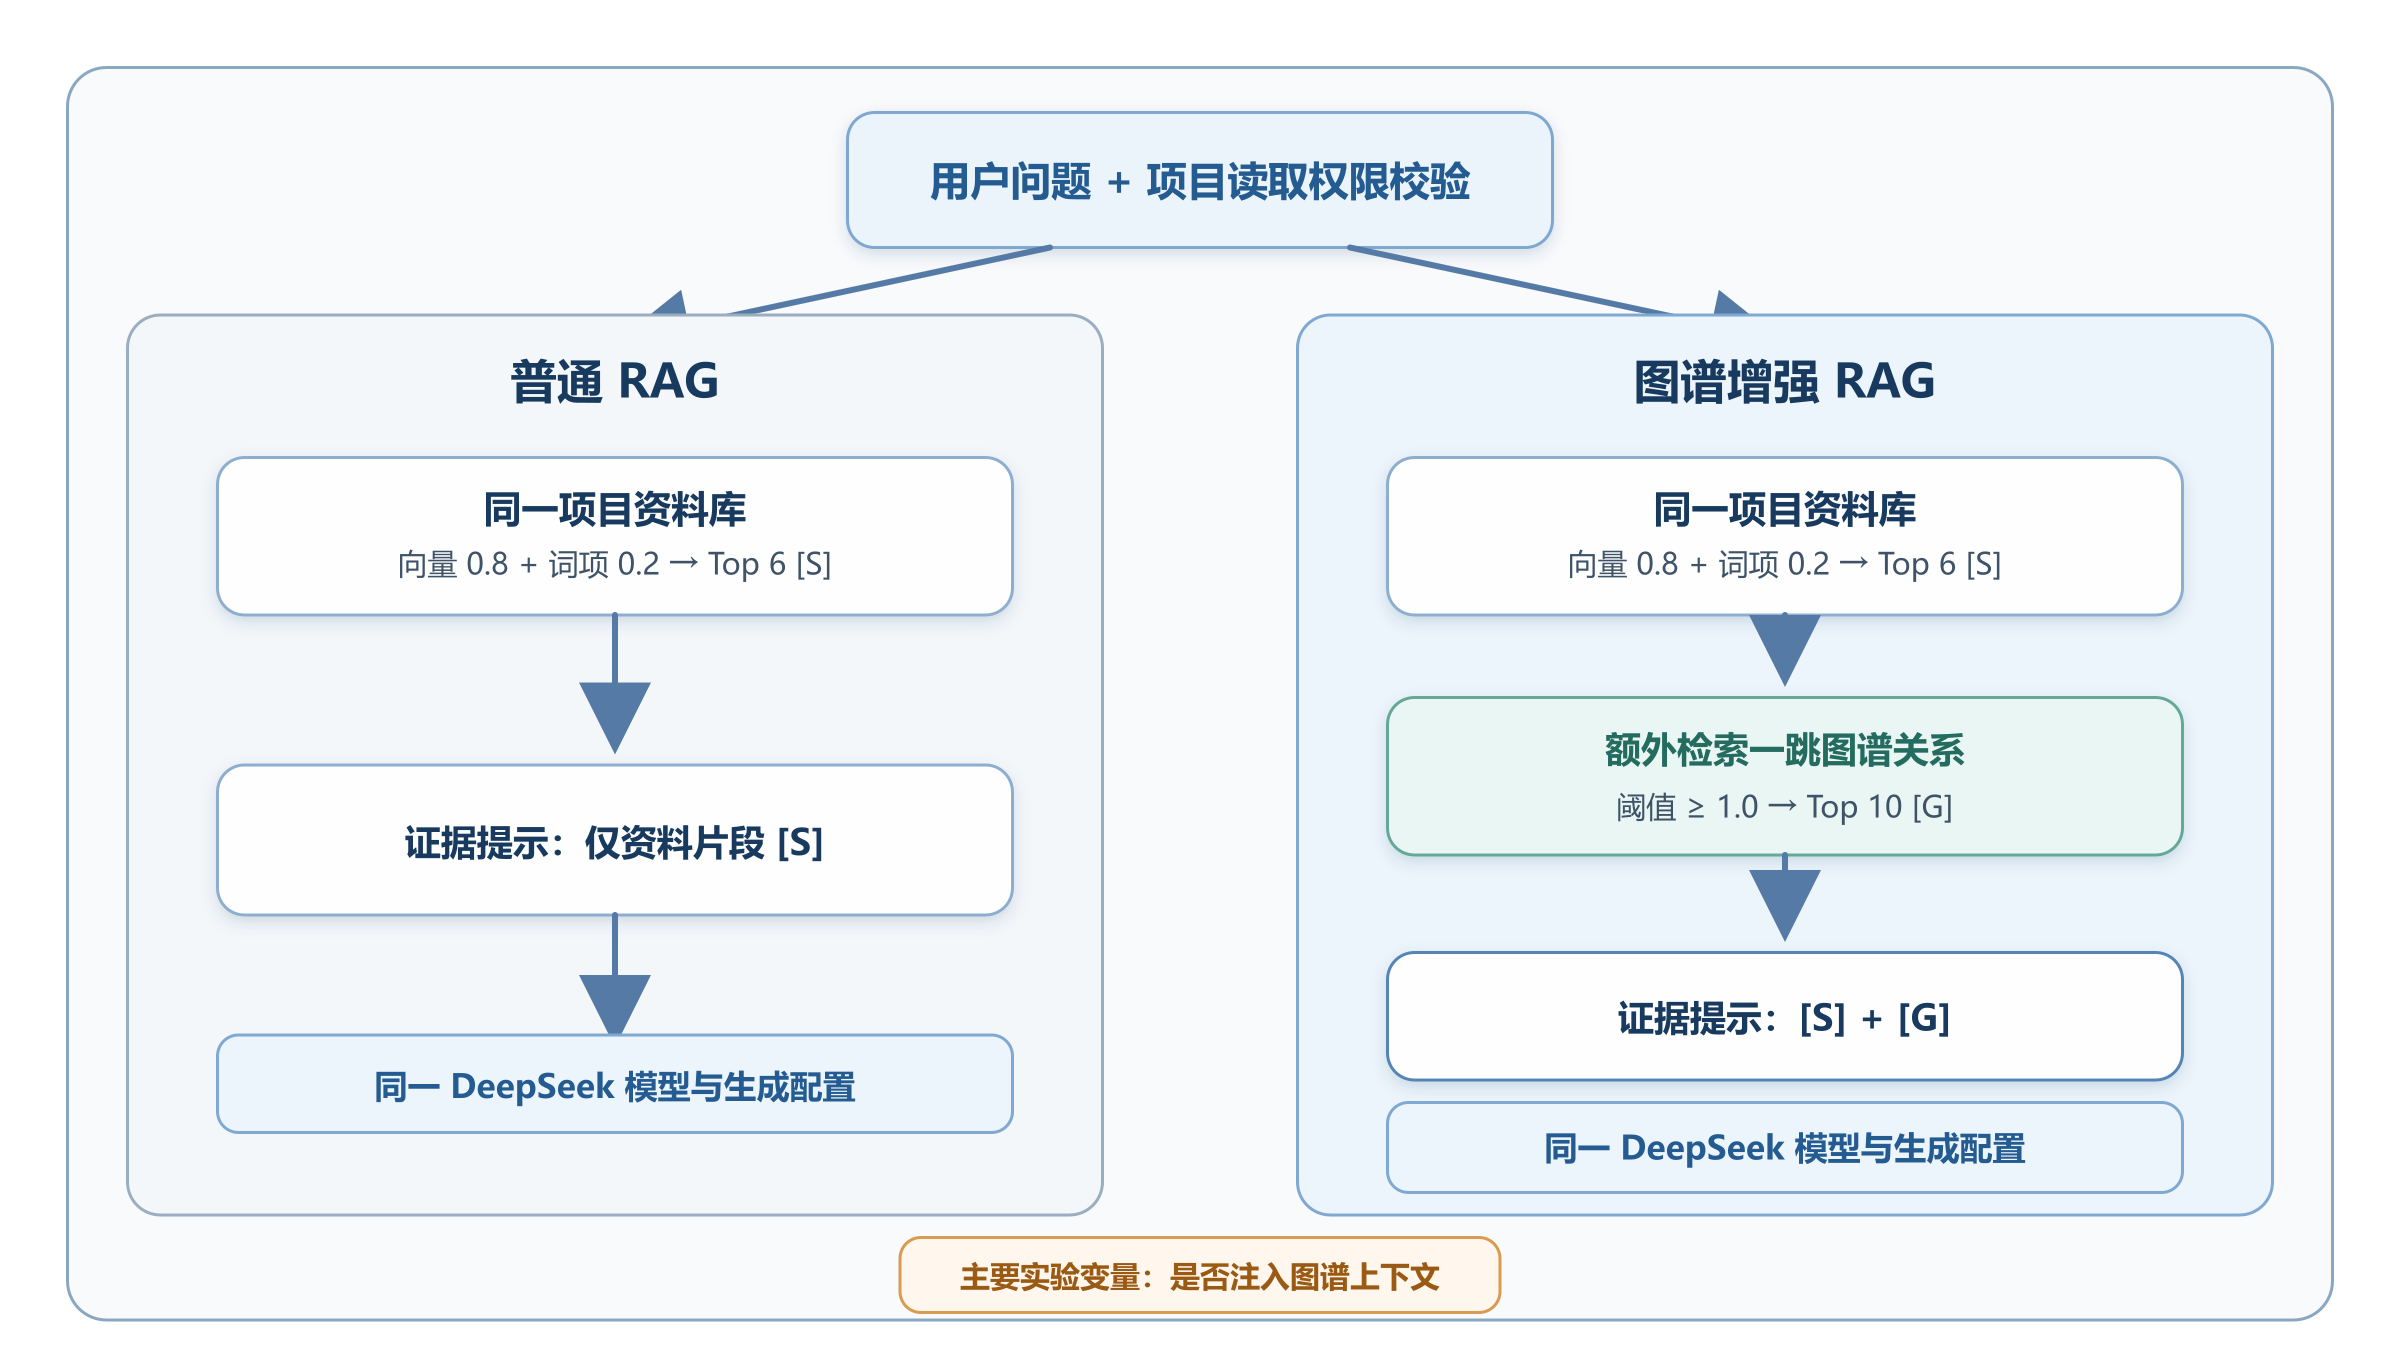 用户问题 + 项目读取权限校验
普通 RAG
同一项目资料库
向量 0.8 + 词项 0.2 → Top 6 [S]
证据提示：仅资料片段 [S]
同一 DeepSeek 模型与生成配置
图谱增强 RAG
同一项目资料库
向量 0.8 + 词项 0.2 → Top 6 [S]
额外检索一跳图谱关系
阈值 ≥ 1.0 → Top 10 [G]
证据提示：[S] + [G]
同一 DeepSeek 模型与生成配置
主要实验变量：是否注入图谱上下文